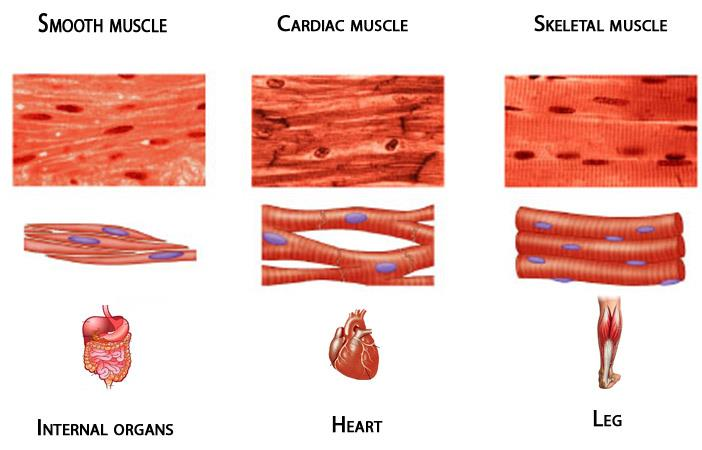 Smooth muscle
Cardiac muscle
Skeletal muscle
Internal organs
Heart
Leg